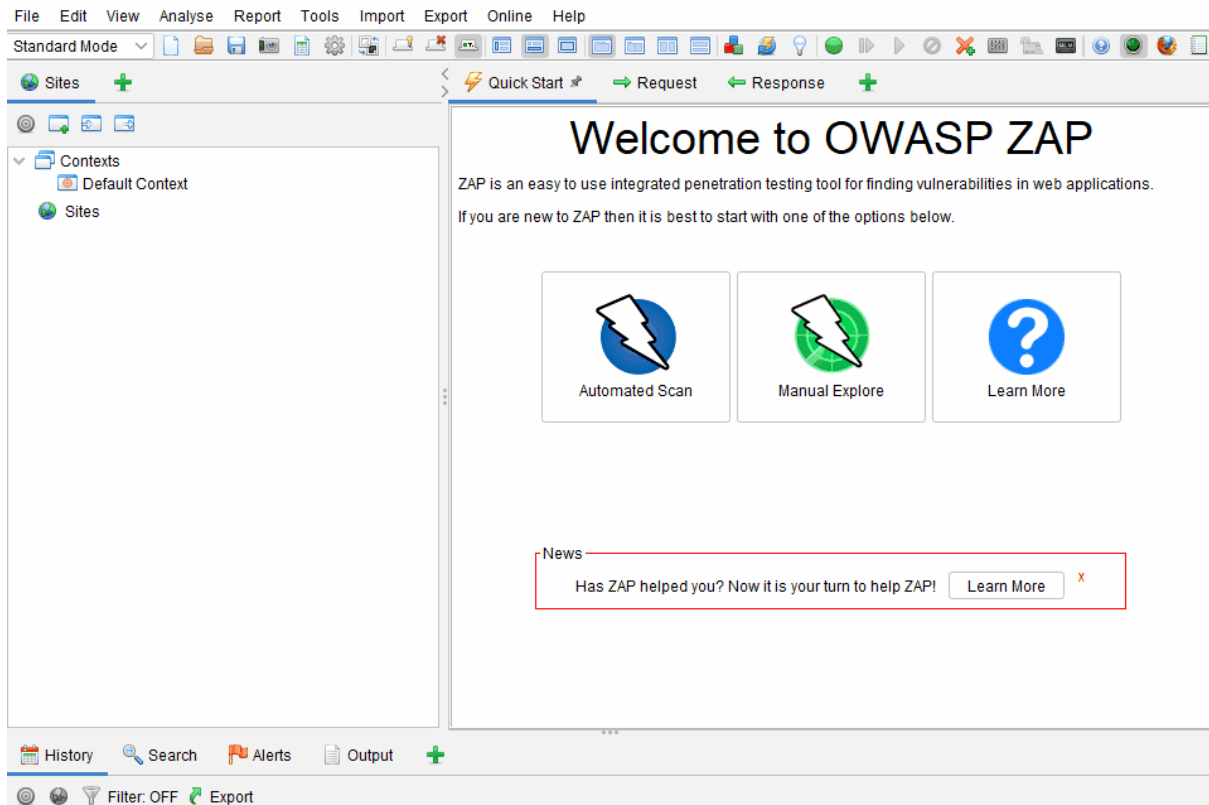 File Edit View Analyse Report Tools Import Export Online Help
Standard Mode
Sites
Quick Start Request Response
Contexts
Default Context
Sites
Welcome to OWASP ZAP
ZAP is an easy to use integrated penetration testing tool for finding vulnerabilities in web applications.
If you are new to ZAP then it is best to start with one of the options below.
Automated Scan Manual Explore Learn More
News
Has ZAP helped you? Now it is your turn to help ZAP! Learn More X
History Search Alerts Output
Filter: OFF Export